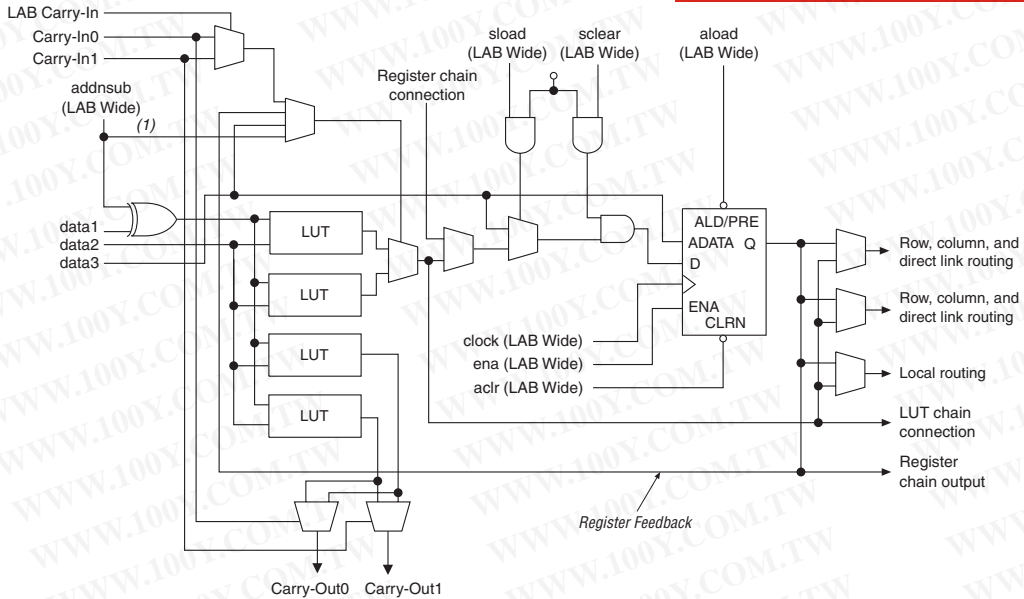 LAB Carry-In
Carry-In0
Carry-In1
addnsub
(LAB Wide)
(1)
data1
data2
data3
Register chain
connection
sload
(LAB Wide)
sclear
(LAB Wide)
aload
(LAB Wide)
LUT
LUT
LUT
LUT
ALD/PRE
ADATA Q
D
ENA
CLRN
clock (LAB Wide)
ena (LAB Wide)
aclr (LAB Wide)
Row, column, and
direct link routing
Row, column, and
direct link routing
Local routing
LUT chain
connection
Register
chain output
Register Feedback
Carry-Out0
Carry-Out1
WWW.100Y.COM.TW